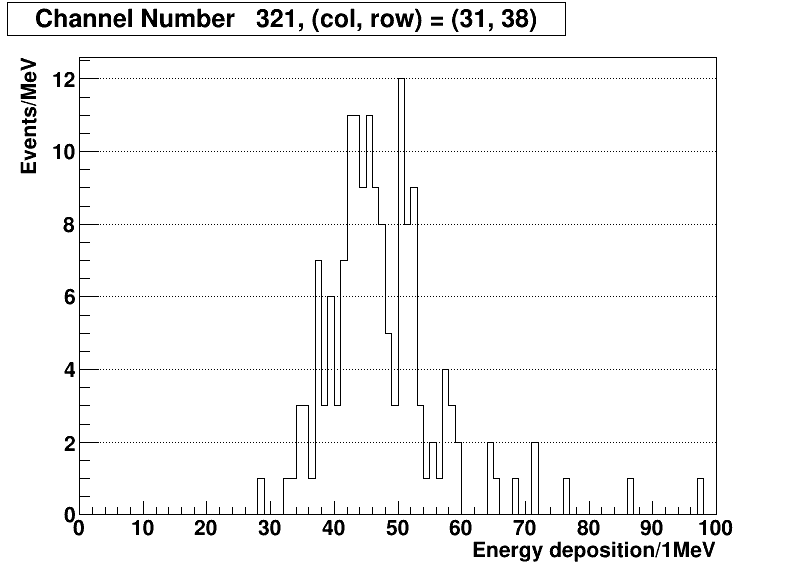 Channel Number 321, (col, row) = (31, 38)
Events/MeV
12
10
8
6
4
2
0
0 10 20 30 40 50 60 70 80 90 100
Energy deposition/1MeV